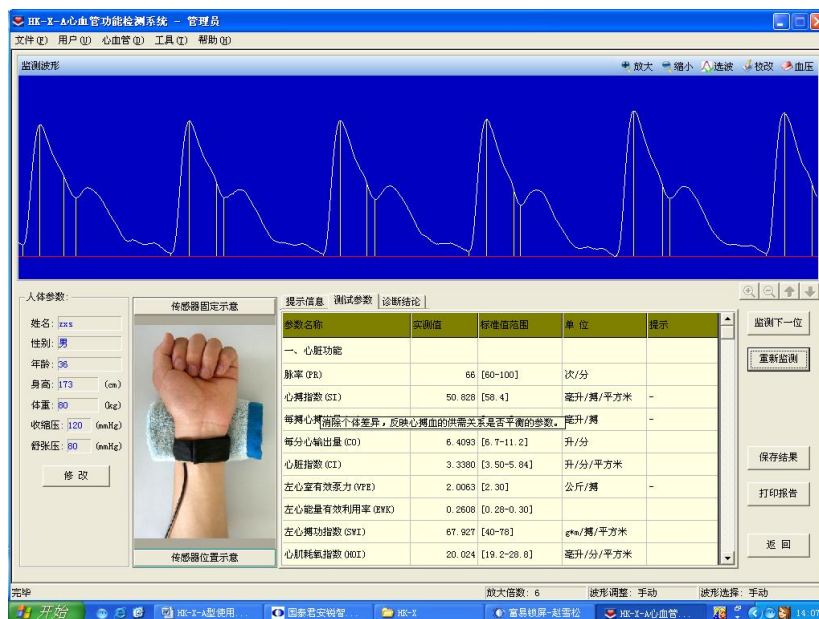 HK-X-A心血管功能检测系统 - 管理员
文件(F) 用户(U) 心血管(D) 工具(T) 帮助(H)
监测波形 放大 缩小 选波 校改 血压
人体参数:
姓名: zxs
性别: 男
年龄: 36
身高: 173 (cm)
体重: 80 (kg)
收缩压: 120 (mmHg)
舒张压: 80 (mmHg)
修 改
传感器固定示意
传感器位置示意
提示信息 测试参数 诊断结论
参数名称 实测值 标准值范围 单 位 提示
一、心脏功能
脉率(PR) 66 [60-100] 次/分
心搏指数(SI) 50.828 [58.4] 毫升/搏/平方米 -
每搏心搏 消除个体差异,反映心搏血的供需关系是否平衡的参数。 毫升/搏 -
每分心输出量(CO) 6.4093 [6.7-11.2] 升/分
心脏指数(CI) 3.3380 [3.50-5.84] 升/分/平方米
左心室有效泵力(VPE) 2.0063 [2.30] 公斤/搏 -
左心能量有效利用率(EWK) 0.2608 [0.28-0.30]
左心搏功指数(SWI) 67.927 [40-78] g*m/搏/平方米
心肌耗氧指数(HOI) 20.024 [19.2-28.8] 毫升/分/平方米
监测下一位
重新监测
保存结果
打印报告
返 回
完毕 放大倍数: 6 波形调整: 手动 波形选择: 手动
开始 HK-X-A型使用... 国泰君安锐智... HK-X 富易锁屏-赵雪松 HK-X-A心血管... 14:07